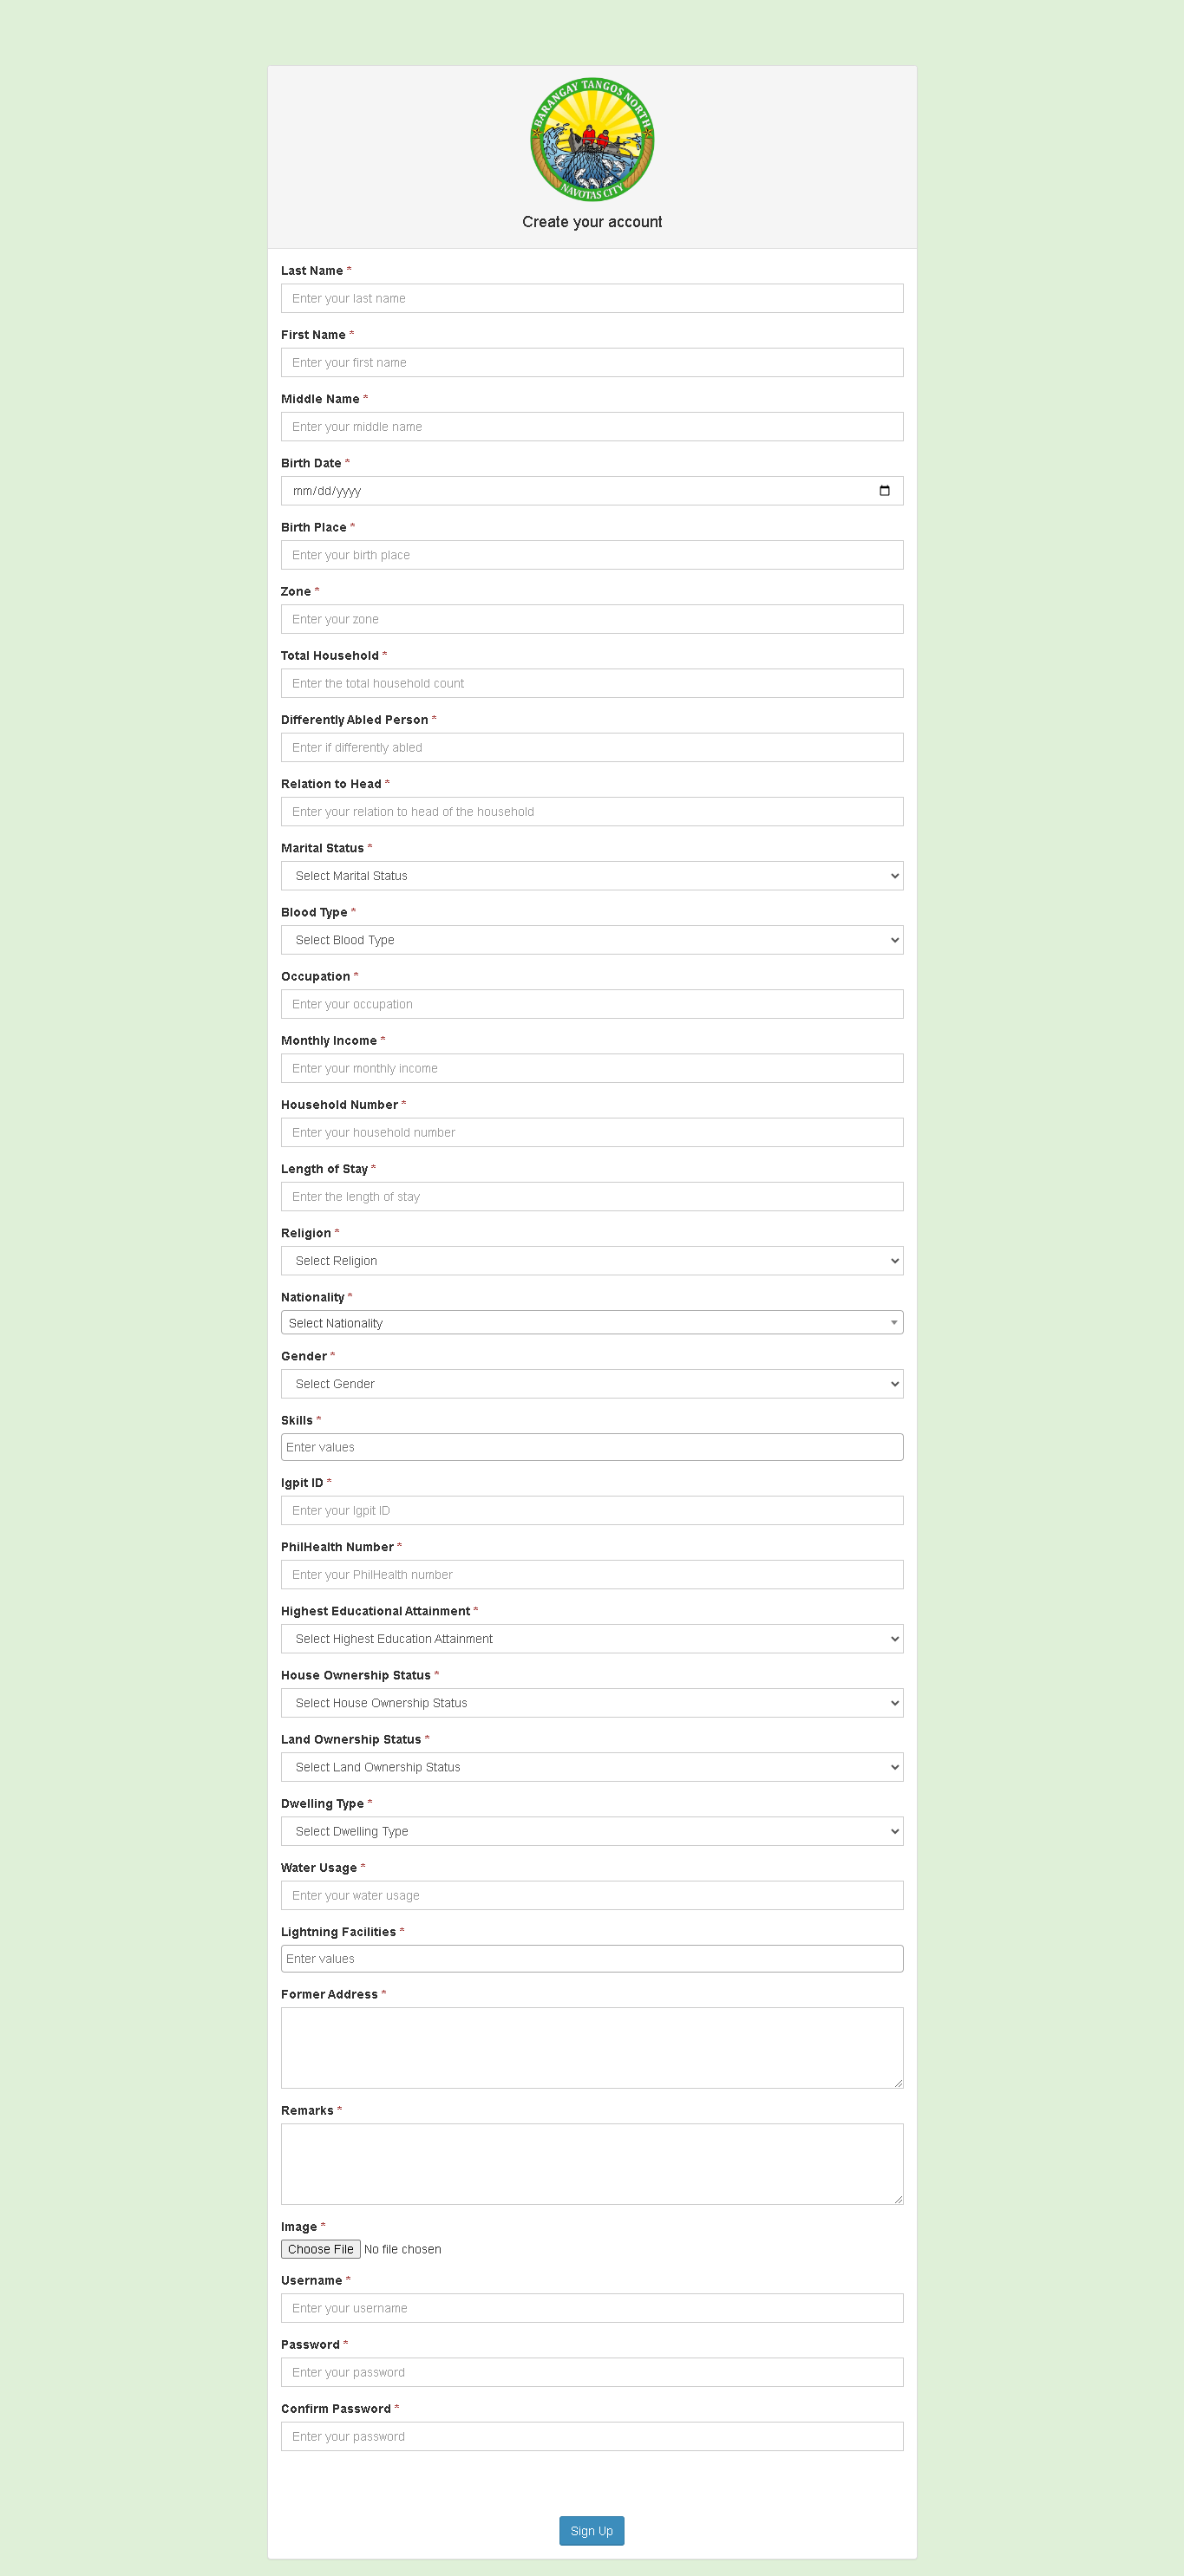 BARANGAY TANGOS NORTH
NAVOTAS CITY
Create your account
Last Name *
Enter your last name
First Name *
Enter your first name
Middle Name *
Enter your middle name
Birth Date *
mm/dd/yyyy
Birth Place *
Enter your birth place
Zone *
Enter your zone
Total Household *
Enter the total household count
Differently Abled Person *
Enter if differently abled
Relation to Head *
Enter your relation to head of the household
Marital Status *
Select Marital Status
Blood Type *
Select Blood Type
Occupation *
Enter your occupation
Monthly Income *
Enter your monthly income
Household Number *
Enter your household number
Length of Stay *
Enter the length of stay
Religion *
Select Religion
Nationality *
Select Nationality
Gender *
Select Gender
Skills *
Enter values
Igpit ID *
Enter your Igpit ID
PhilHealth Number *
Enter your PhilHealth number
Highest Educational Attainment *
Select Highest Education Attainment
House Ownership Status *
Select House Ownership Status
Land Ownership Status *
Select Land Ownership Status
Dwelling Type *
Select Dwelling Type
Water Usage *
Enter your water usage
Lightning Facilities *
Enter values
Former Address *
Remarks *
Image *
Choose File No file chosen
Username *
Enter your username
Password *
Enter your password
Confirm Password *
Enter your password
Sign Up